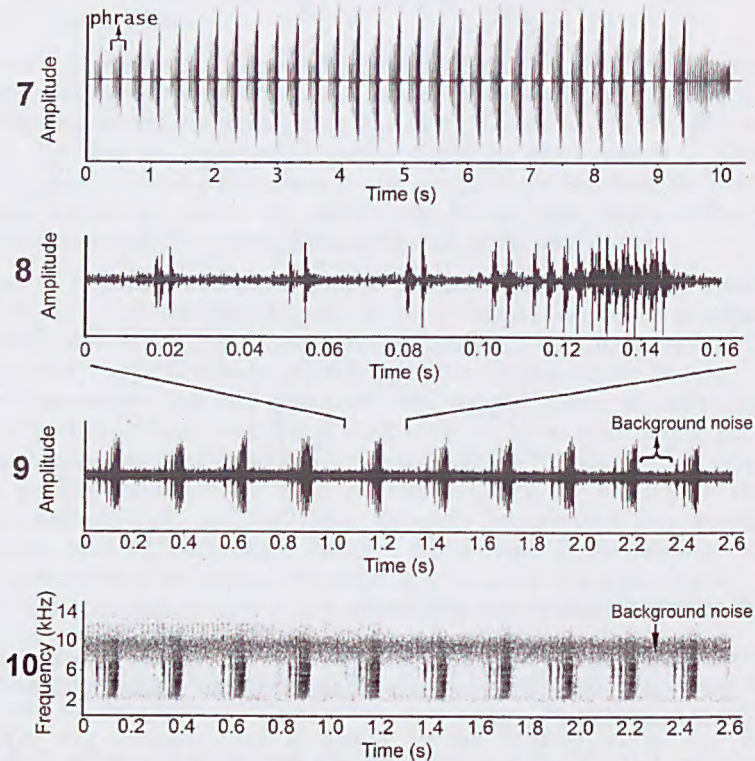 phrase
7
Amplitude
0 1 2 3 4 5 6 7 8 9 10
Time (s)
8
Amplitude
0 0.02 0.04 0.06 0.08 0.10 0.12 0.14 0.16
Time (s)
Background noise
9
Amplitude
0 0.2 0.4 0.6 0.8 1.0 1.2 1.4 1.6 1.8 2.0 2.2 2.4 2.6
Time (s)
Background noise
10
Frequency (kHz)
14
10
6
2
0 0.2 0.4 0.6 0.8 1.0 1.2 1.4 1.6 1.8 2.0 2.2 2.4 2.6
Time (s)